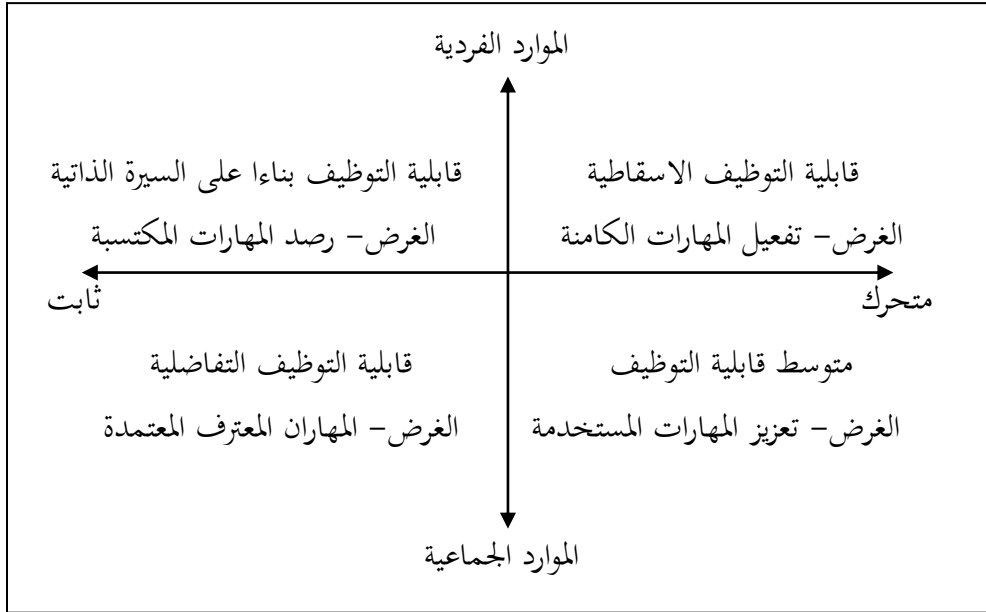 الموارد الفردية
قابلية التوظيف الاسقاطية
الغرض– تفعيل المهارات الكامنة
قابلية التوظيف بناءا على السيرة الذاتية
الغرض– رصد المهارات المكتسبة
متحرك
ثابت
متوسط قابلية التوظيف
الغرض– تعزيز المهارات المستخدمة
قابلية التوظيف التفاضلية
الغرض– المهاران المعترف المعتمدة
الموارد الجماعية